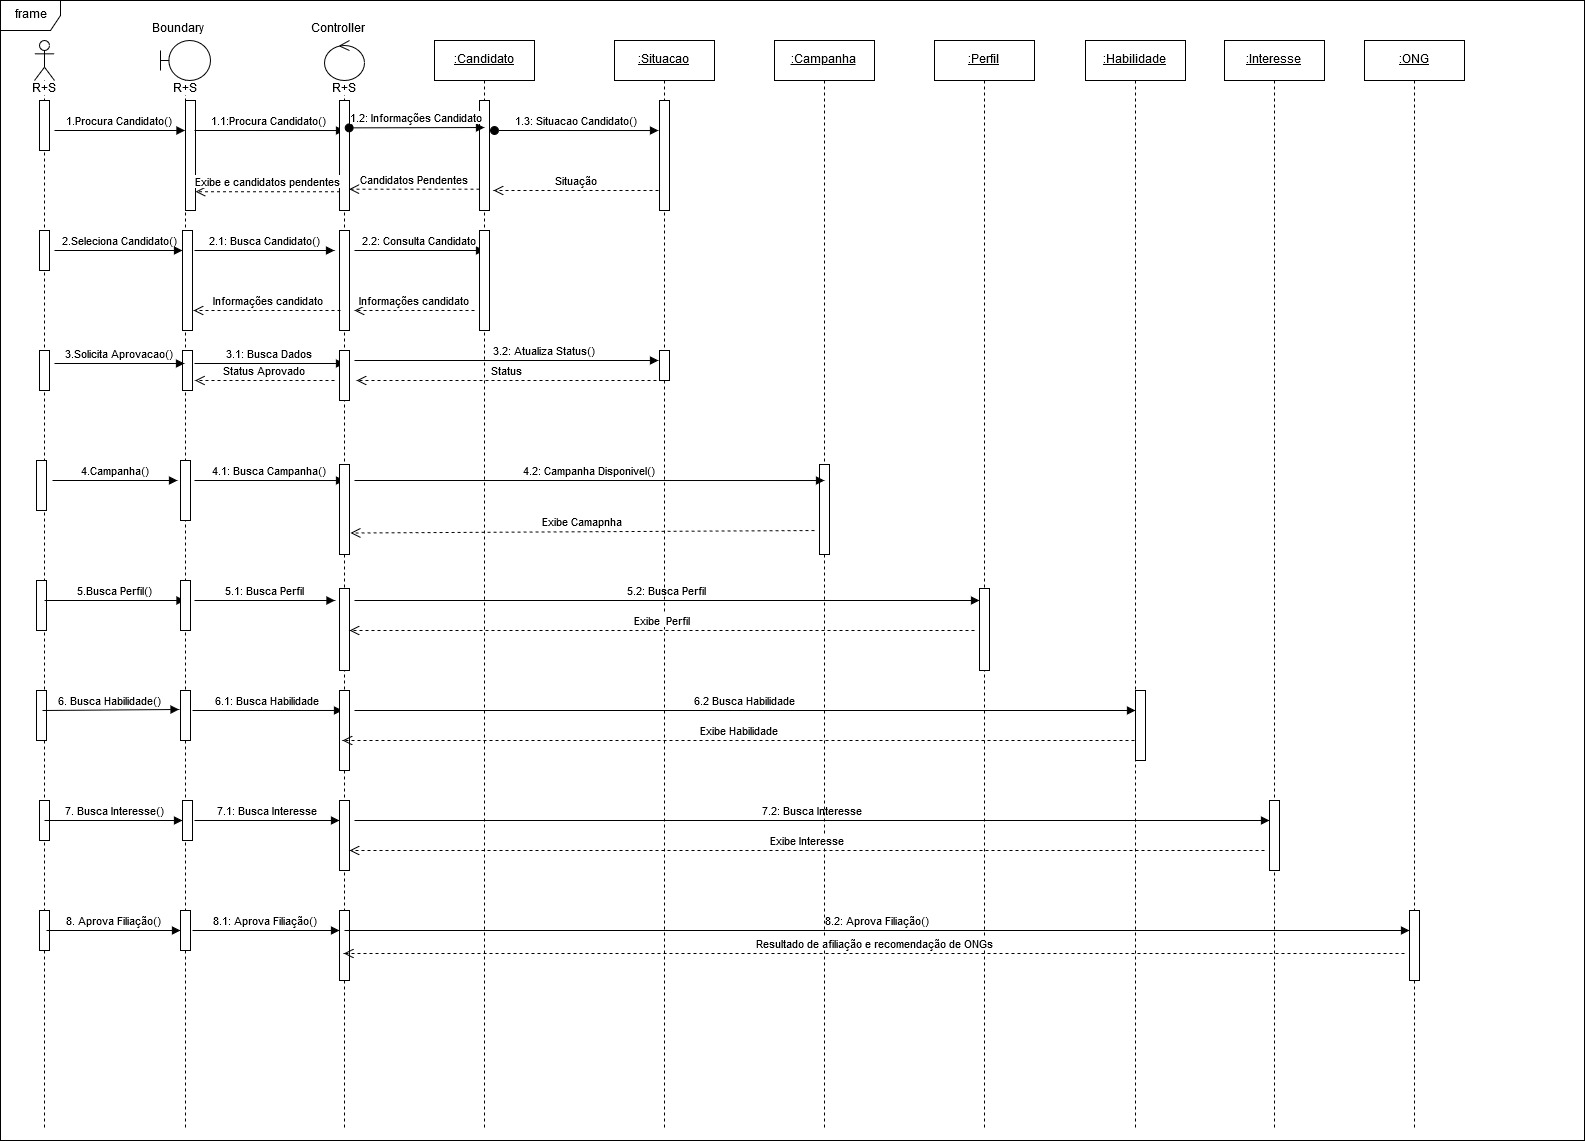 frame
Boundary
Controller
:Candidato
:Situacao
:Campanha
:Perfil
:Habilidade
:Interesse
:ONG
R+S
R+S
R+S
1.Procura Candidato()
1.1:Procura Candidato()
1.2: Informações Candidato
1.3: Situacao Candidato()
Exibe e candidatos pendentes
Candidatos Pendentes
Situação
2.Seleciona Candidato()
2.1: Busca Candidato()
2.2: Consulta Candidato
Informações candidato
Informações candidato
3.Solicita Aprovacao()
3.1: Busca Dados
3.2: Atualiza Status()
Status Aprovado
Status
4.Campanha()
4.1: Busca Campanha()
4.2: Campanha Disponivel()
Exibe Camapnha
5.Busca Perfil()
5.1: Busca Perfil
5.2: Busca Perfil
Exibe  Perfil
6. Busca Habilidade()
6.1: Busca Habilidade
6.2 Busca Habilidade
Exibe Habilidade
7. Busca Interesse()
7.1: Busca Interesse
7.2: Busca Interesse
Exibe Interesse
8. Aprova Filiação()
8.1: Aprova Filiação()
8.2: Aprova Filiação()
Resultado de afiliação e recomendação de ONGs